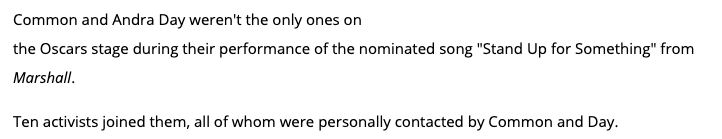 Common and Andra Day weren't the only ones on
the Oscars stage during their performance of the nominated song "Stand Up for Something" from
Marshall.
Ten activists joined them, all of whom were personally contacted by Common and Day.